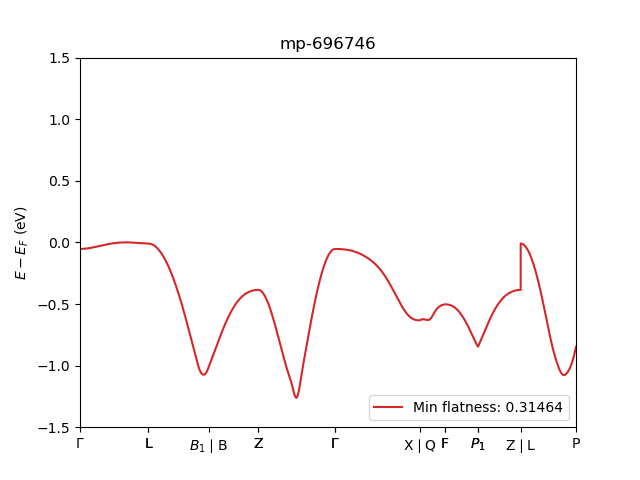 mp-696746
E − E_F (eV)
1.5
1.0
0.5
0.0
−0.5
−1.0
−1.5
Min flatness: 0.31464
Γ L B₁ | B Z Γ X | Q F P₁ Z | L P